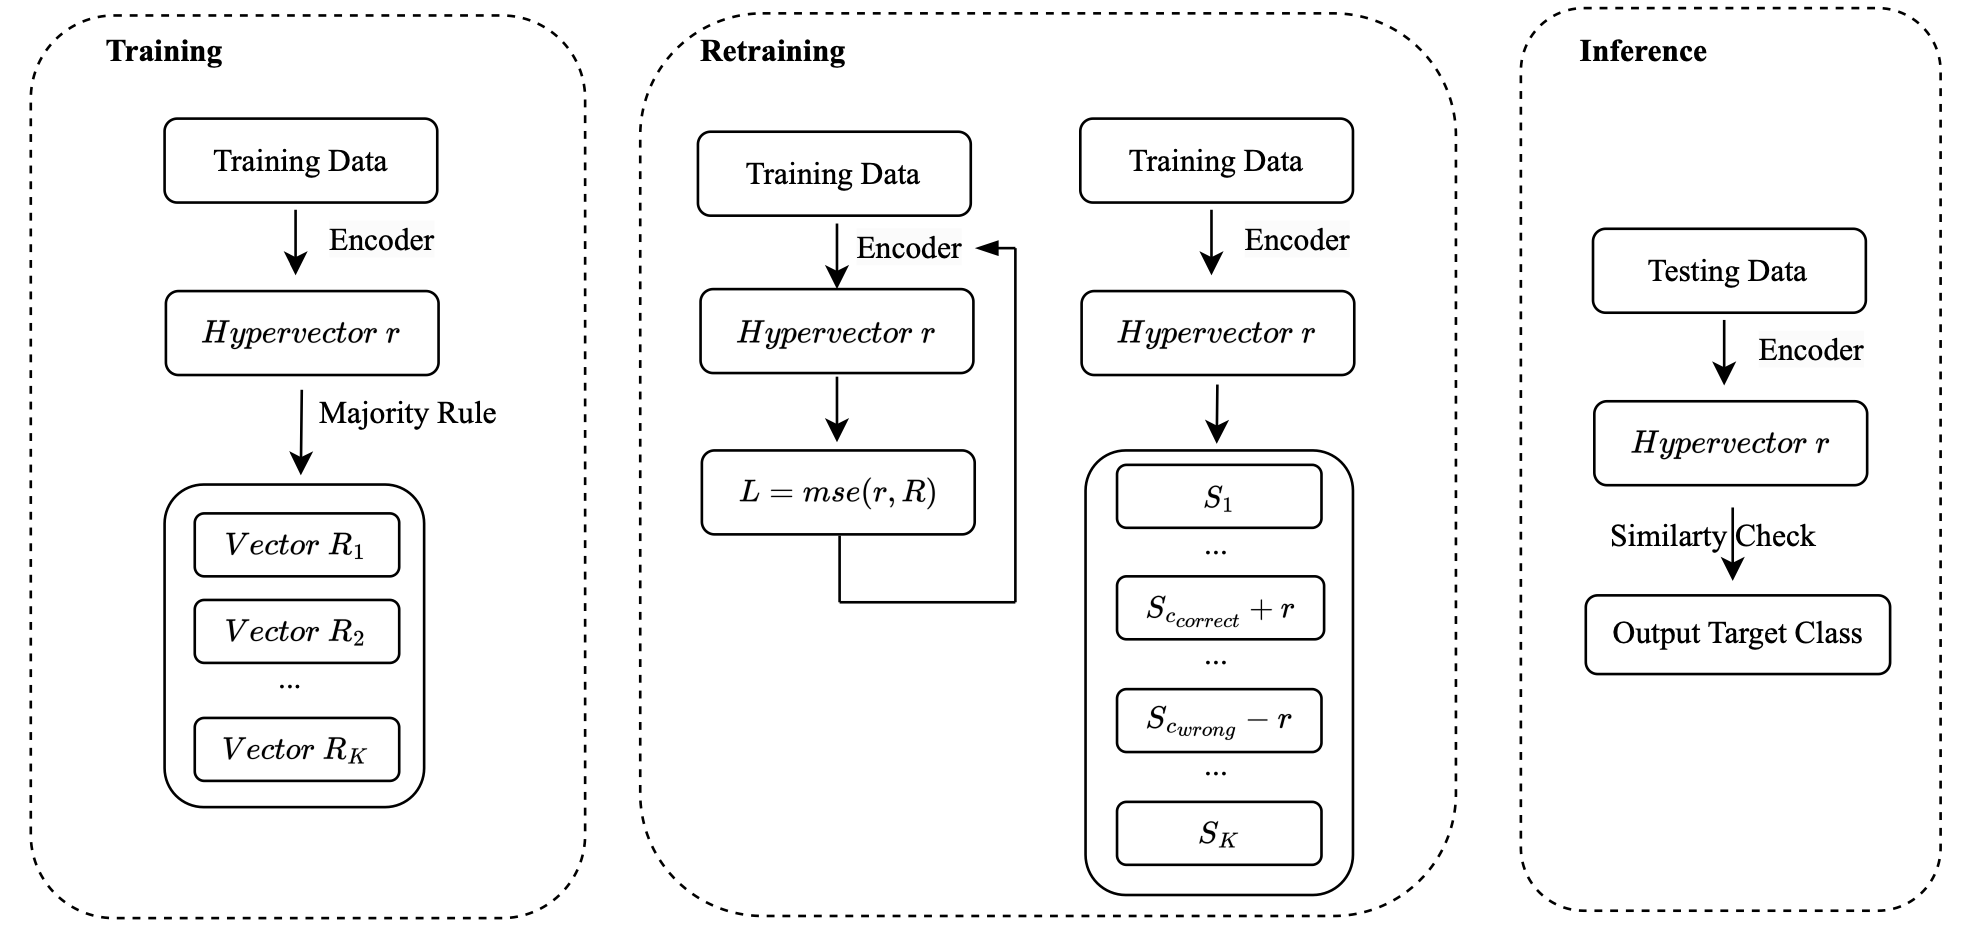 Training
Training Data
Encoder
Hypervector r
Majority Rule
Vector R_1
Vector R_2
...
Vector R_K
Retraining
Training Data
Encoder
Hypervector r
L = mse(r, R)
Training Data
Encoder
Hypervector r
S_1
...
S_{c_{correct}} + r
...
S_{c_{wrong}} − r
...
S_K
Inference
Testing Data
Encoder
Hypervector r
Similarty Check
Output Target Class